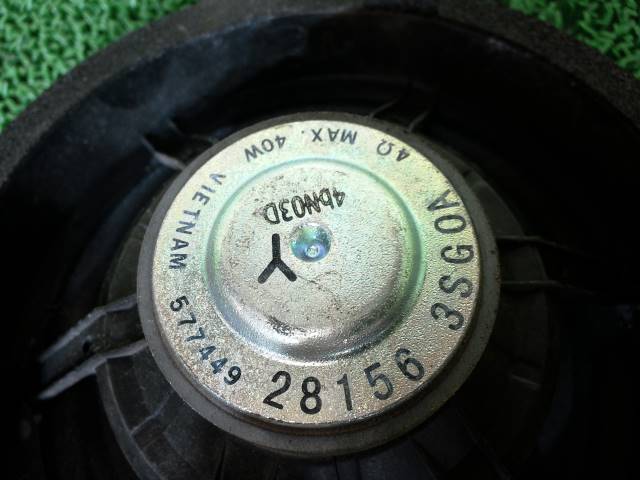 4Ω MAX. 40W
VIETNAM
577449
28156 3SG0A
4bN03D
Y